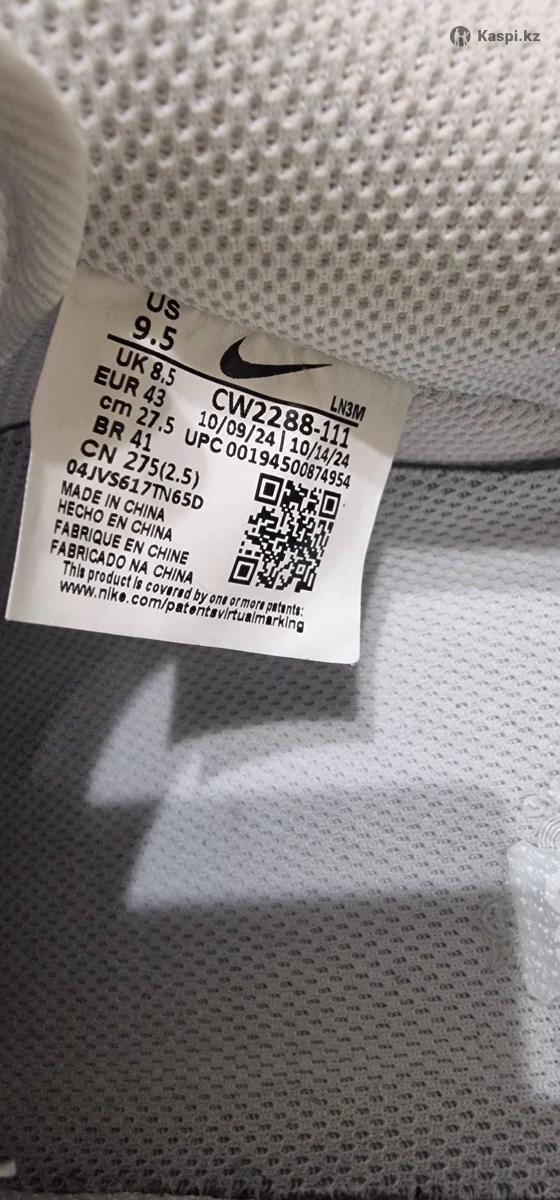 Kaspi.kz
US
9.5
UK 8.5
EUR 43
cm 27.5
BR 41
CN 275(2.5)
04JVS617TN65D
LN3M
CW2288-111
10/09/24 | 10/14/24
UPC 00194500874954
MADE IN CHINA
HECHO EN CHINA
FABRIQUE EN CHINE
FABRICADO NA CHINA
This product is covered by one or more patents:
www.nike.com/patentsvirtualmarking